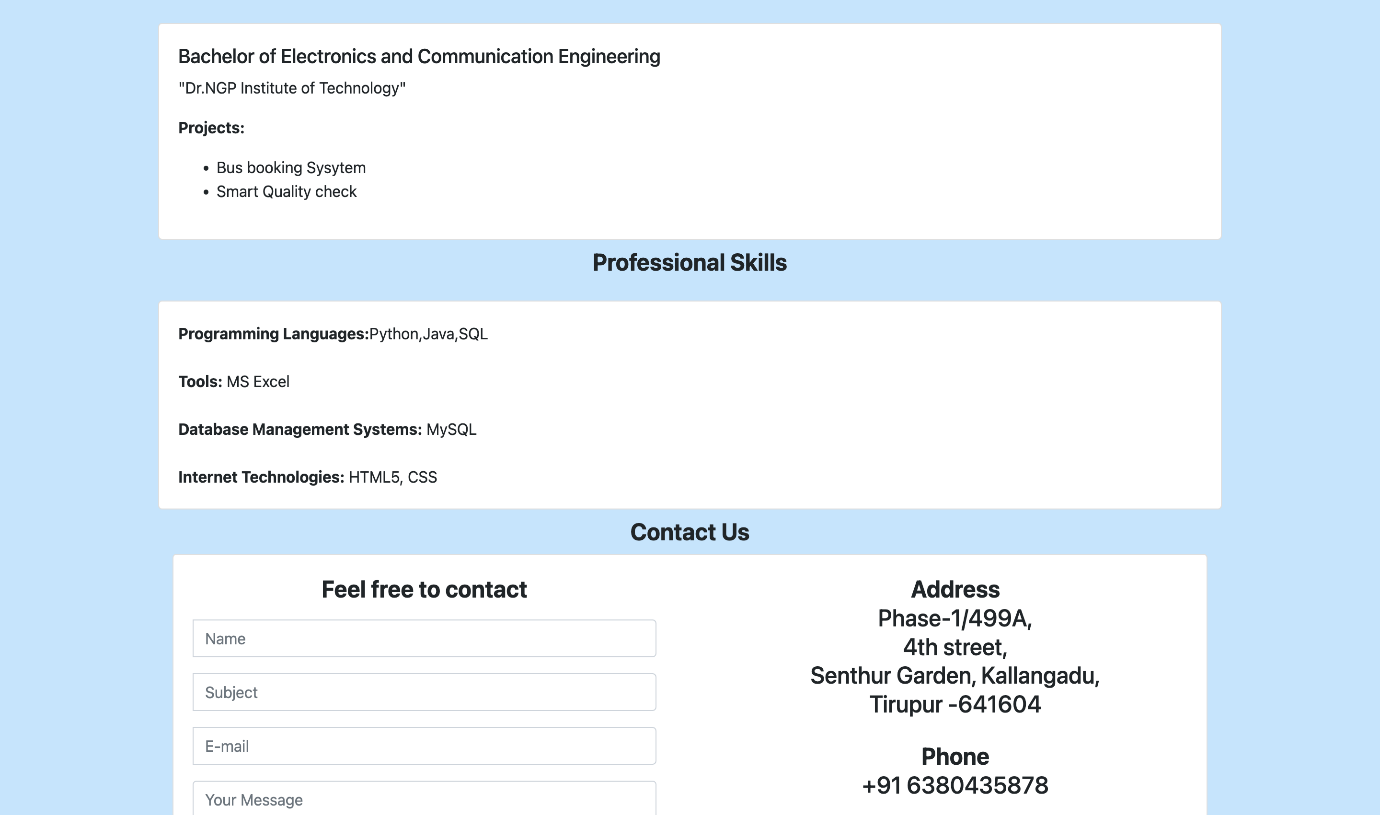 Bachelor of Electronics and Communication Engineering
"Dr.NGP Institute of Technology"
Projects:
• Bus booking Sysytem
• Smart Quality check
Professional Skills
Programming Languages:Python,Java,SQL
Tools: MS Excel
Database Management Systems: MySQL
Internet Technologies: HTML5, CSS
Contact Us
Feel free to contact
Name
Subject
E-mail
Your Message
Address
Phase-1/499A,
4th street,
Senthur Garden, Kallangadu,
Tirupur -641604
Phone
+91 6380435878